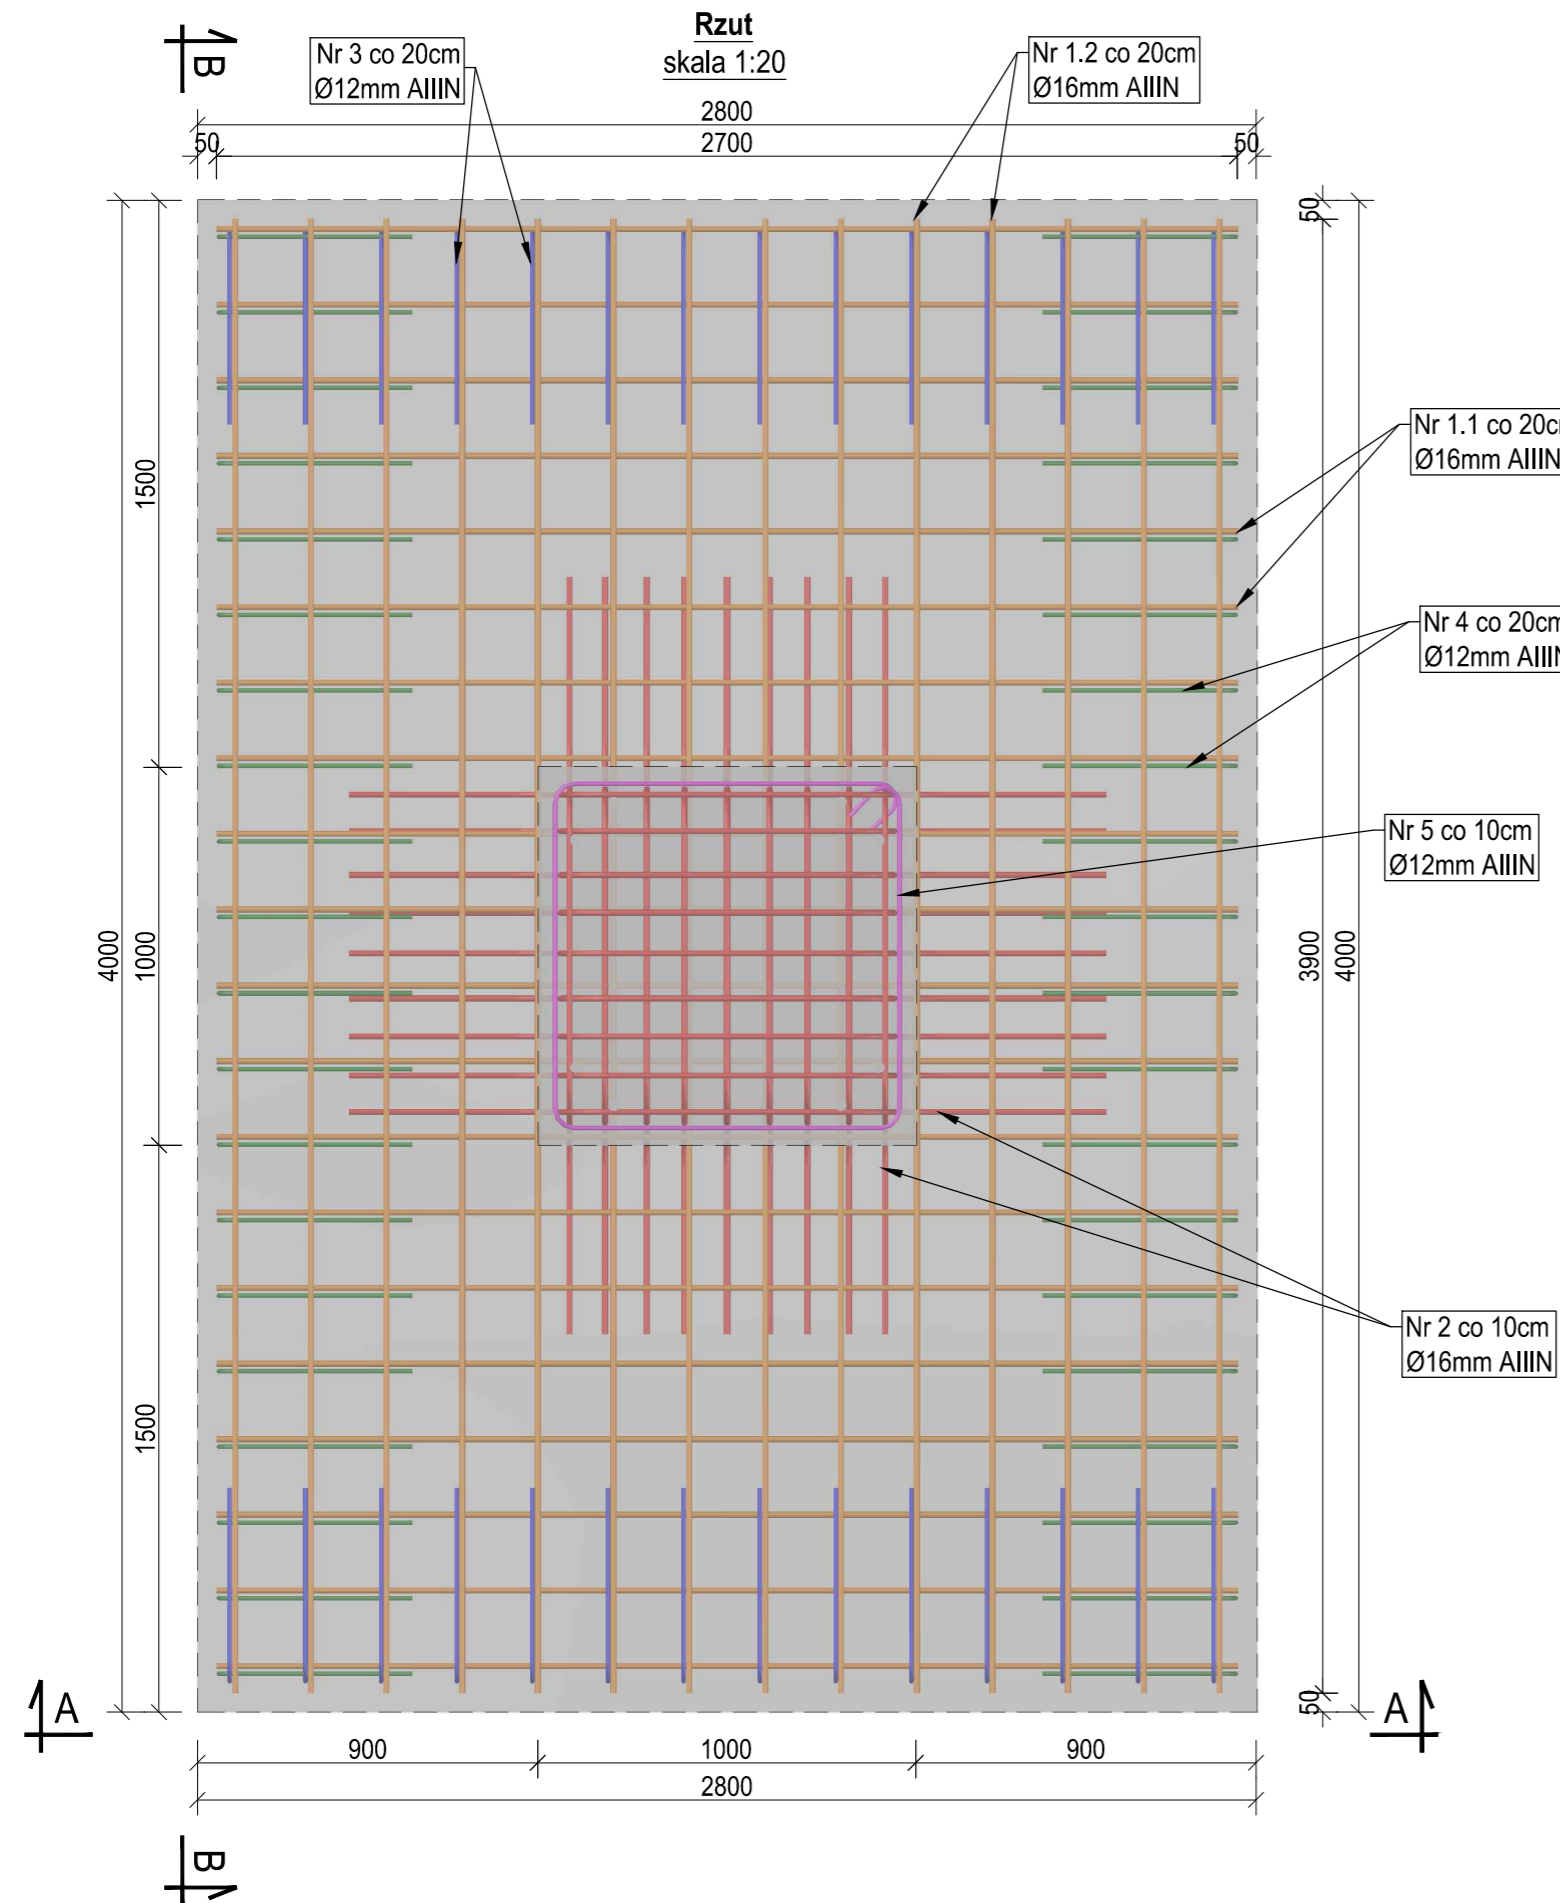 Rzut
skala 1:20
B
Nr 3 co 20cm
Ø12mm AIIIN
Nr 1.2 co 20cm
Ø16mm AIIIN
2800
50
2700
50
50
1500
Nr 1.1 co 20c
Ø16mm AIIIN
Nr 4 co 20cm
Ø12mm AIIIN
Nr 5 co 10cm
Ø12mm AIIIN
4000
1000
3900
4000
Nr 2 co 10cm
Ø16mm AIIIN
1500
50
A
A
900
1000
900
2800
B